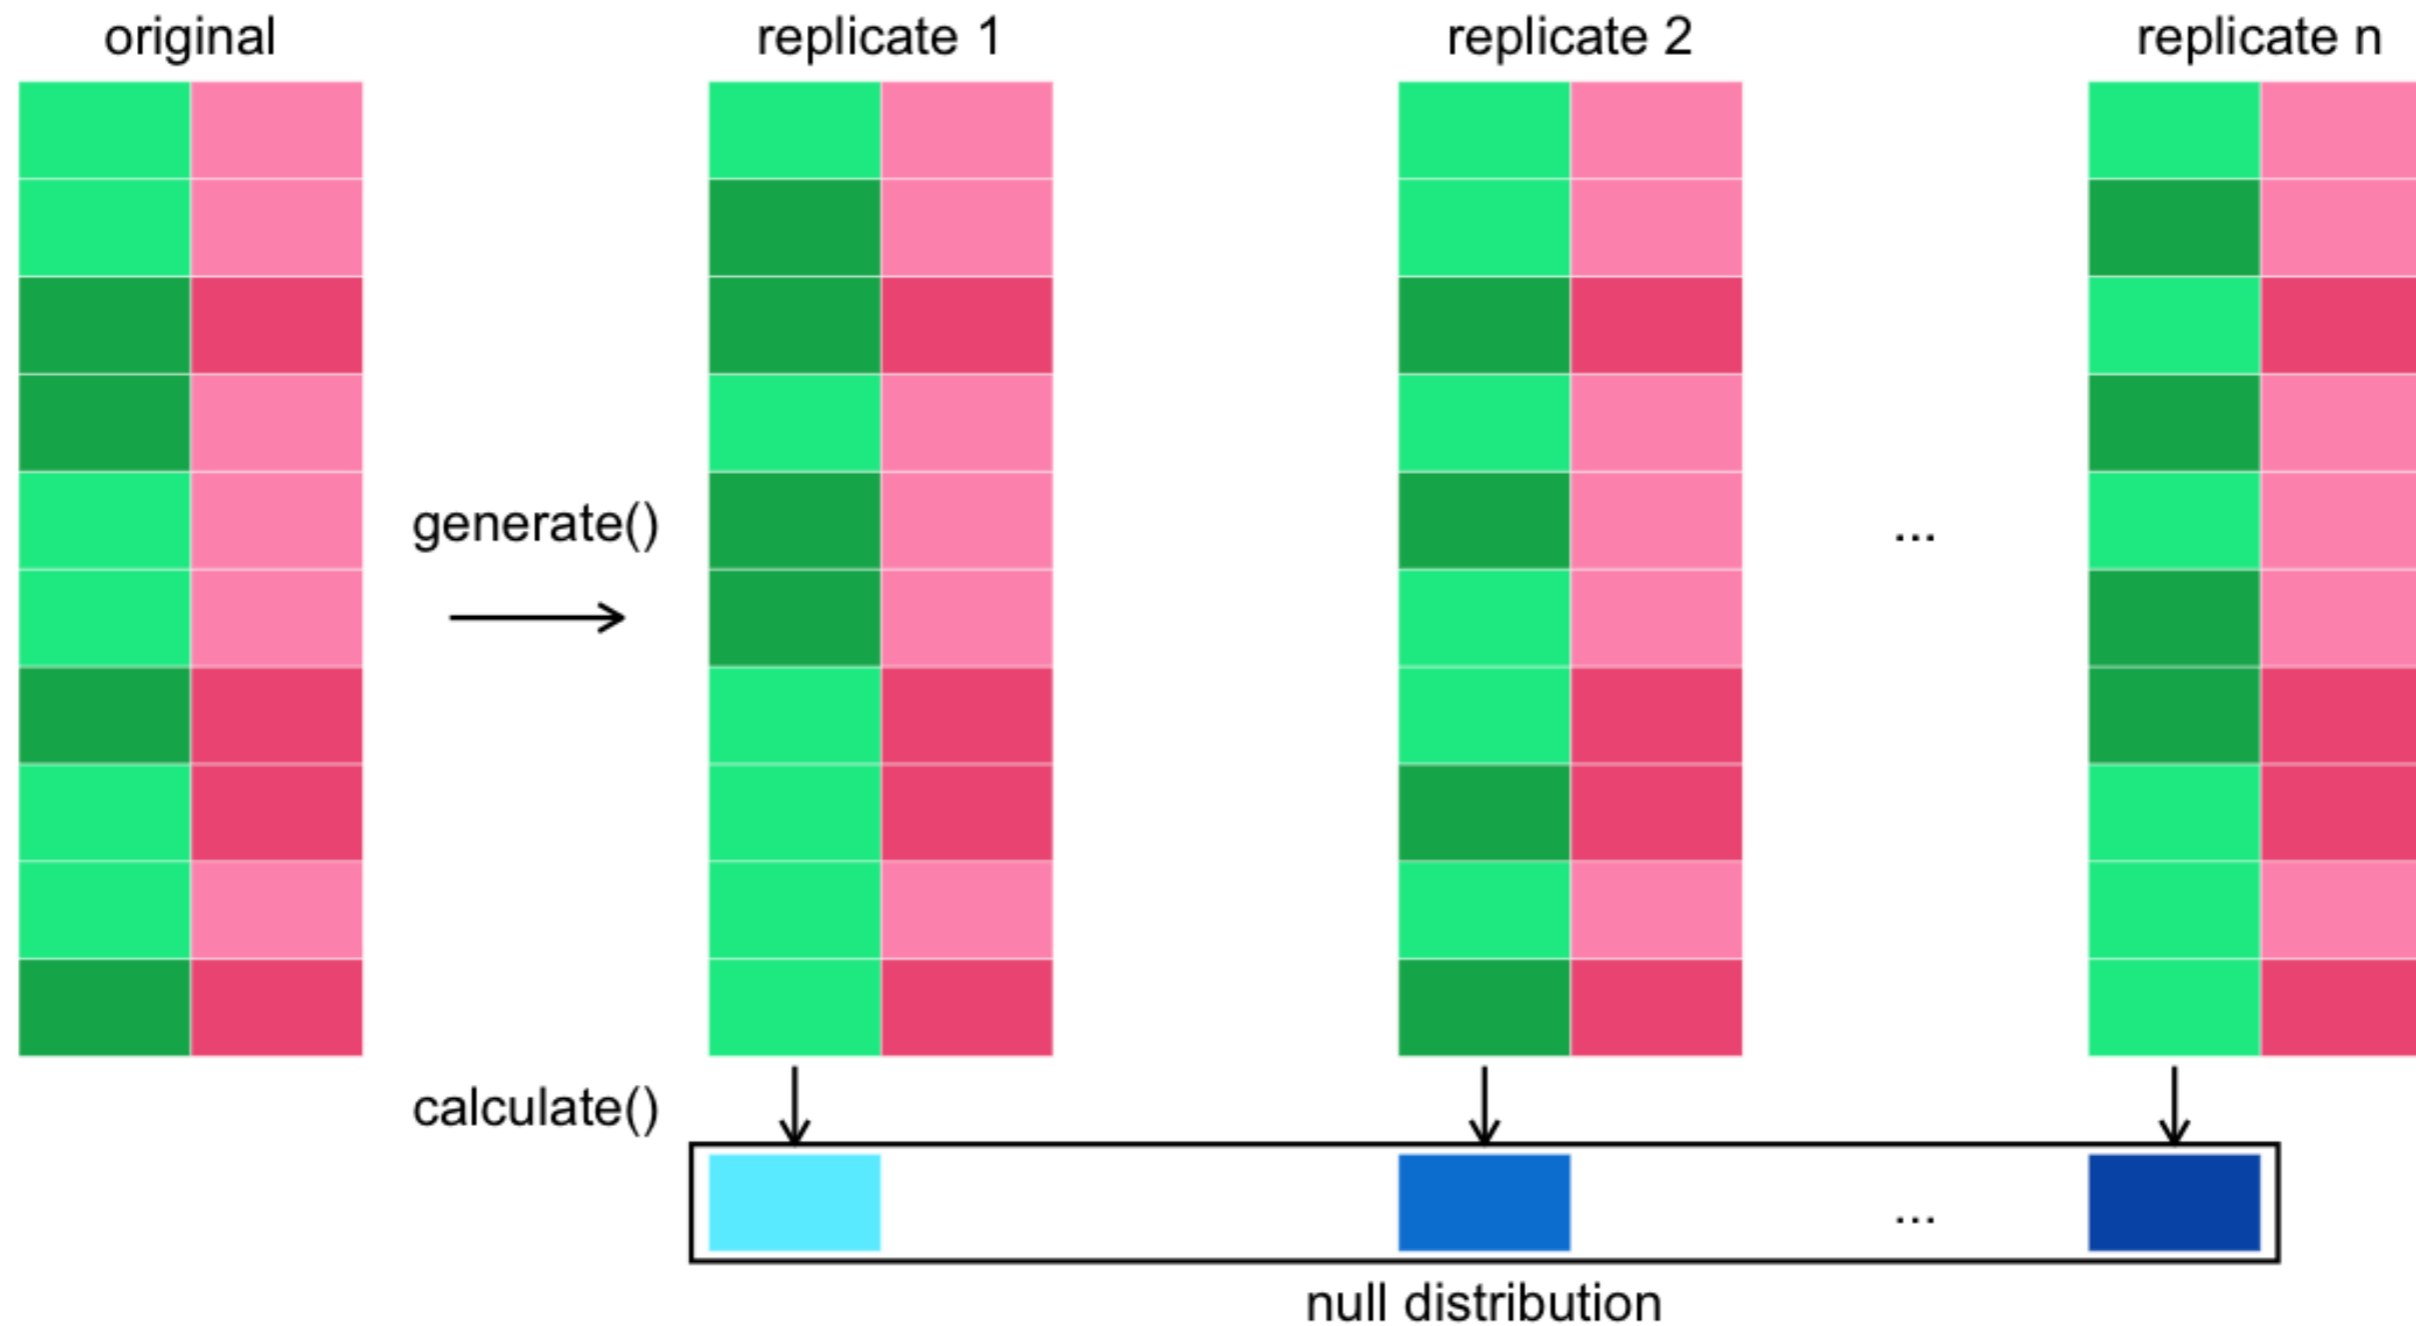 original
replicate 1
replicate 2
replicate n
generate()
...
calculate()
...
null distribution